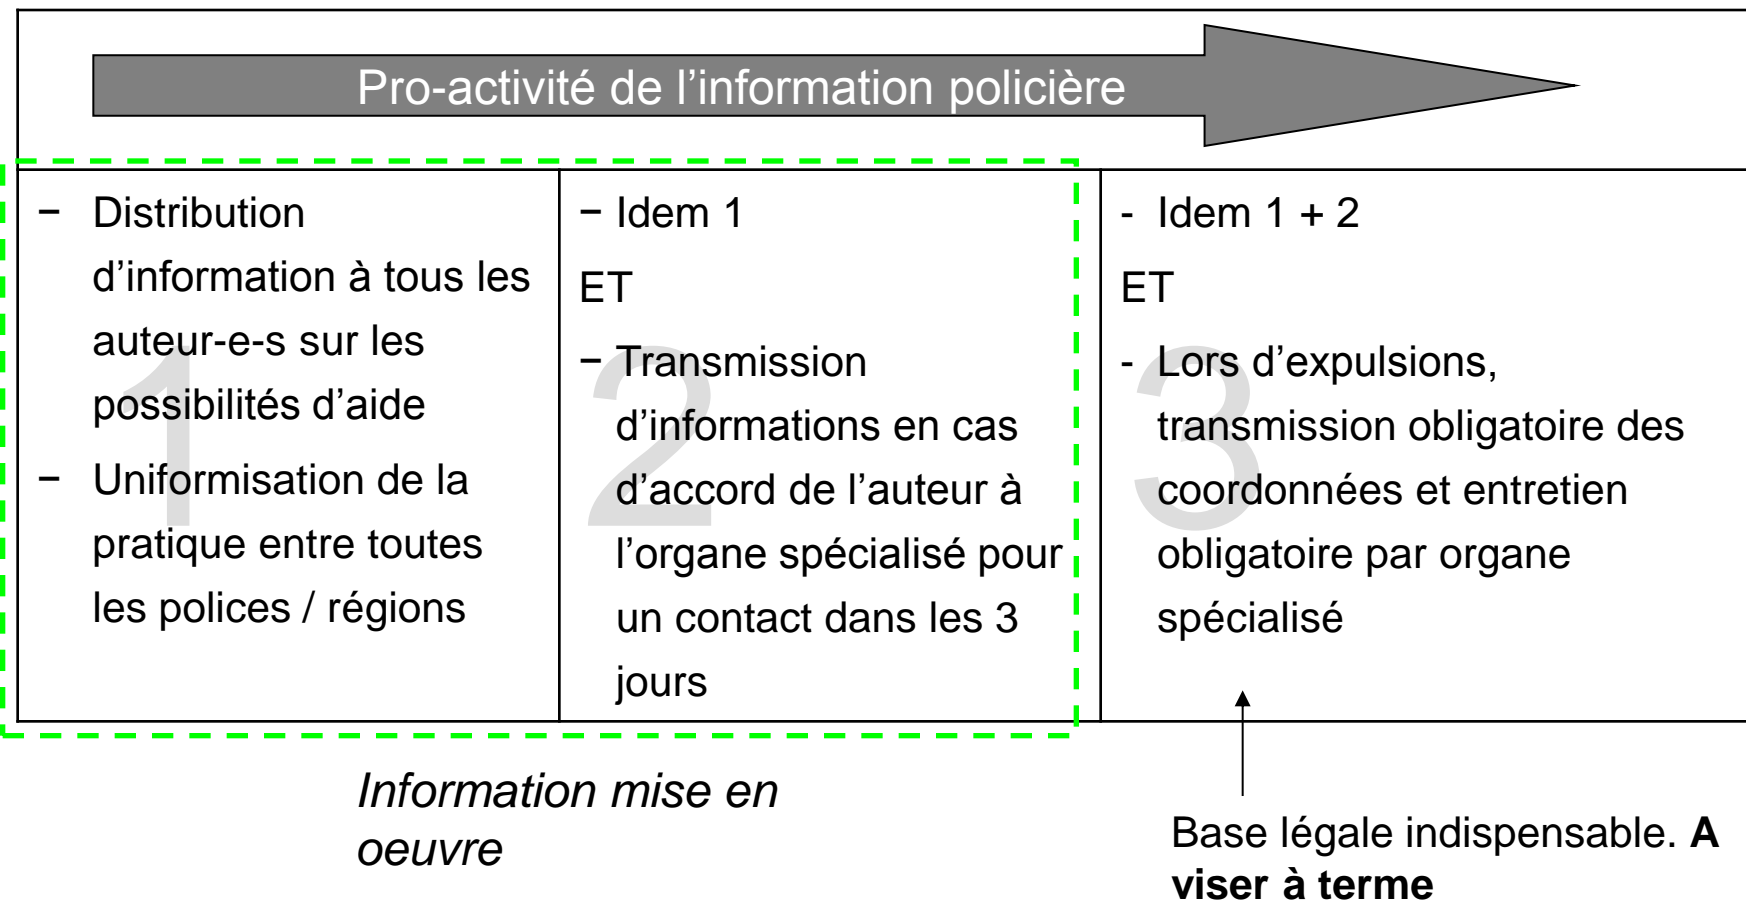 Pro-activité de l’information policière
− Distribution
d’information à tous les
auteur-e-s sur les
possibilités d’aide
− Uniformisation de la
pratique entre toutes
les polices / régions
1
− Idem 1
ET
− Transmission
d’informations en cas
d’accord de l’auteur à
l’organe spécialisé pour
un contact dans les 3
jours
2
- Idem 1 + 2
ET
- Lors d’expulsions,
transmission obligatoire des
coordonnées et entretien
obligatoire par organe
spécialisé
3
Information mise en
oeuvre
Base légale indispensable. A
viser à terme